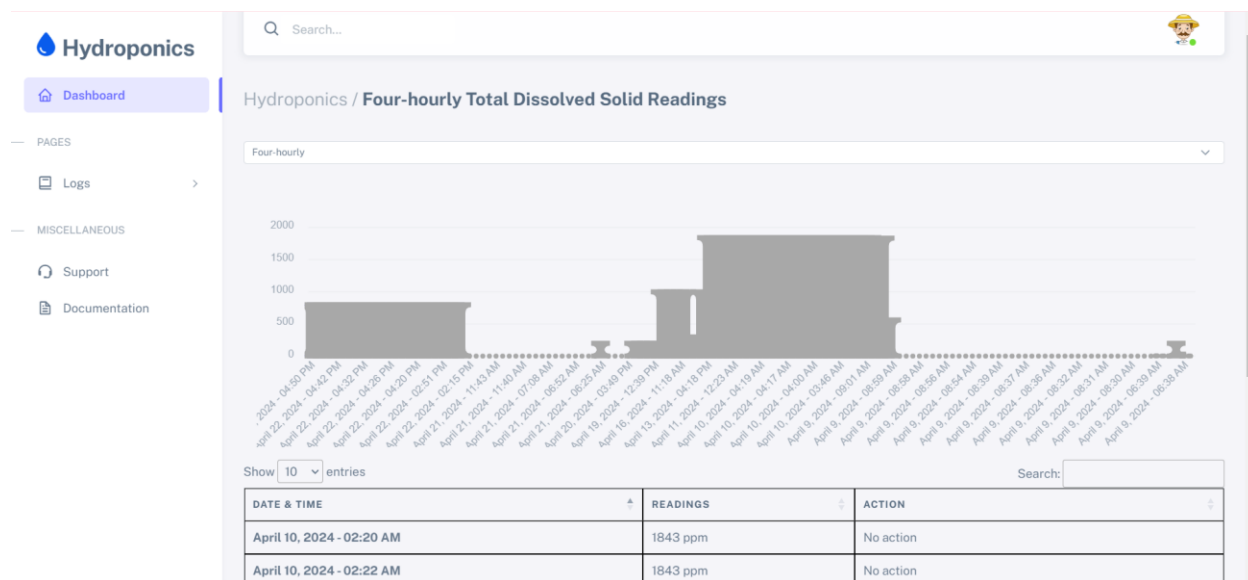 Hydroponics
Search...
Dashboard
Hydroponics / Four-hourly Total Dissolved Solid Readings
PAGES
Four-hourly
Logs
MISCELLANEOUS
Support
Documentation
2000
1500
1000
500
0
, 2024 - 04:50 PM
April 22, 2024 - 04:42 PM
April 22, 2024 - 04:32 PM
April 22, 2024 - 04:26 PM
April 22, 2024 - 04:20 PM
April 22, 2024 - 02:51 PM
April 22, 2024 - 02:15 PM
April 21, 2024 - 11:43 AM
April 21, 2024 - 11:40 AM
April 21, 2024 - 07:08 AM
April 21, 2024 - 06:52 AM
April 21, 2024 - 06:25 AM
April 20, 2024 - 03:49 PM
April 19, 2024 - 12:39 PM
April 16, 2024 - 11:18 AM
April 13, 2024 - 04:18 PM
April 11, 2024 - 12:23 AM
April 10, 2024 - 04:19 AM
April 10, 2024 - 04:17 AM
April 10, 2024 - 04:00 AM
April 10, 2024 - 03:46 AM
April 9, 2024 - 09:01 AM
April 9, 2024 - 08:59 AM
April 9, 2024 - 08:58 AM
April 9, 2024 - 08:56 AM
April 9, 2024 - 08:54 AM
April 9, 2024 - 08:39 AM
April 9, 2024 - 08:37 AM
April 9, 2024 - 08:36 AM
April 9, 2024 - 08:32 AM
April 9, 2024 - 08:31 AM
April 9, 2024 - 08:30 AM
April 9, 2024 - 06:39 AM
April 9, 2024 - 06:38 AM
Show 10 entries
Search:
DATE & TIME READINGS ACTION
April 10, 2024 - 02:20 AM 1843 ppm No action
April 10, 2024 - 02:22 AM 1843 ppm No action